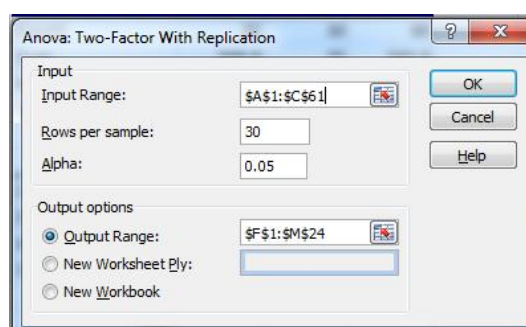 Anova: Two-Factor With Replication
Input
Input Range:
$A$1:$C$61
Rows per sample:
30
Alpha:
0.05
Output options
Output Range:
$F$1:$M$24
New Worksheet Ply:
New Workbook
?
X
OK
Cancel
Help